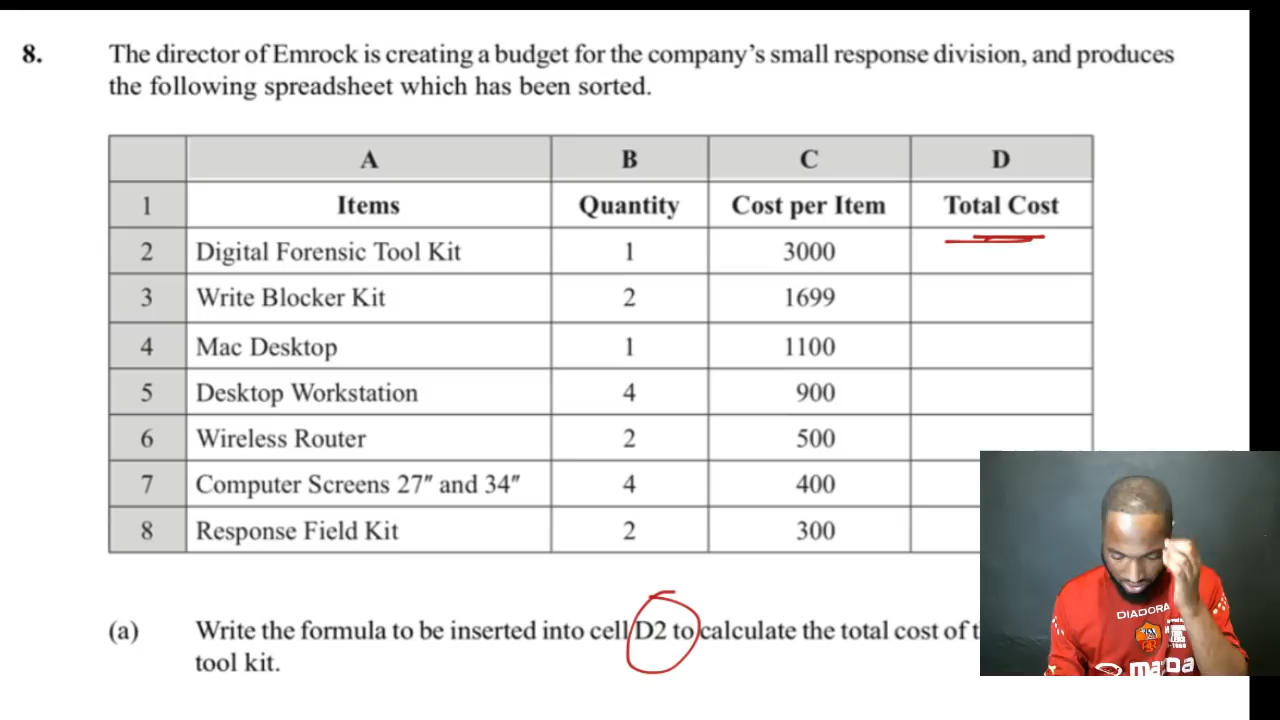 8. The director of Emrock is creating a budget for the company's small response division, and produces
the following spreadsheet which has been sorted.
A B C D
1 Items Quantity Cost per Item Total Cost
2 Digital Forensic Tool Kit 1 3000
3 Write Blocker Kit 2 1699
4 Mac Desktop 1 1100
5 Desktop Workstation 4 900
6 Wireless Router 2 500
7 Computer Screens 27″ and 34″ 4 400
8 Response Field Kit 2 300
(a) Write the formula to be inserted into cell D2 to calculate the total cost of
tool kit.
DIADORA
mazda